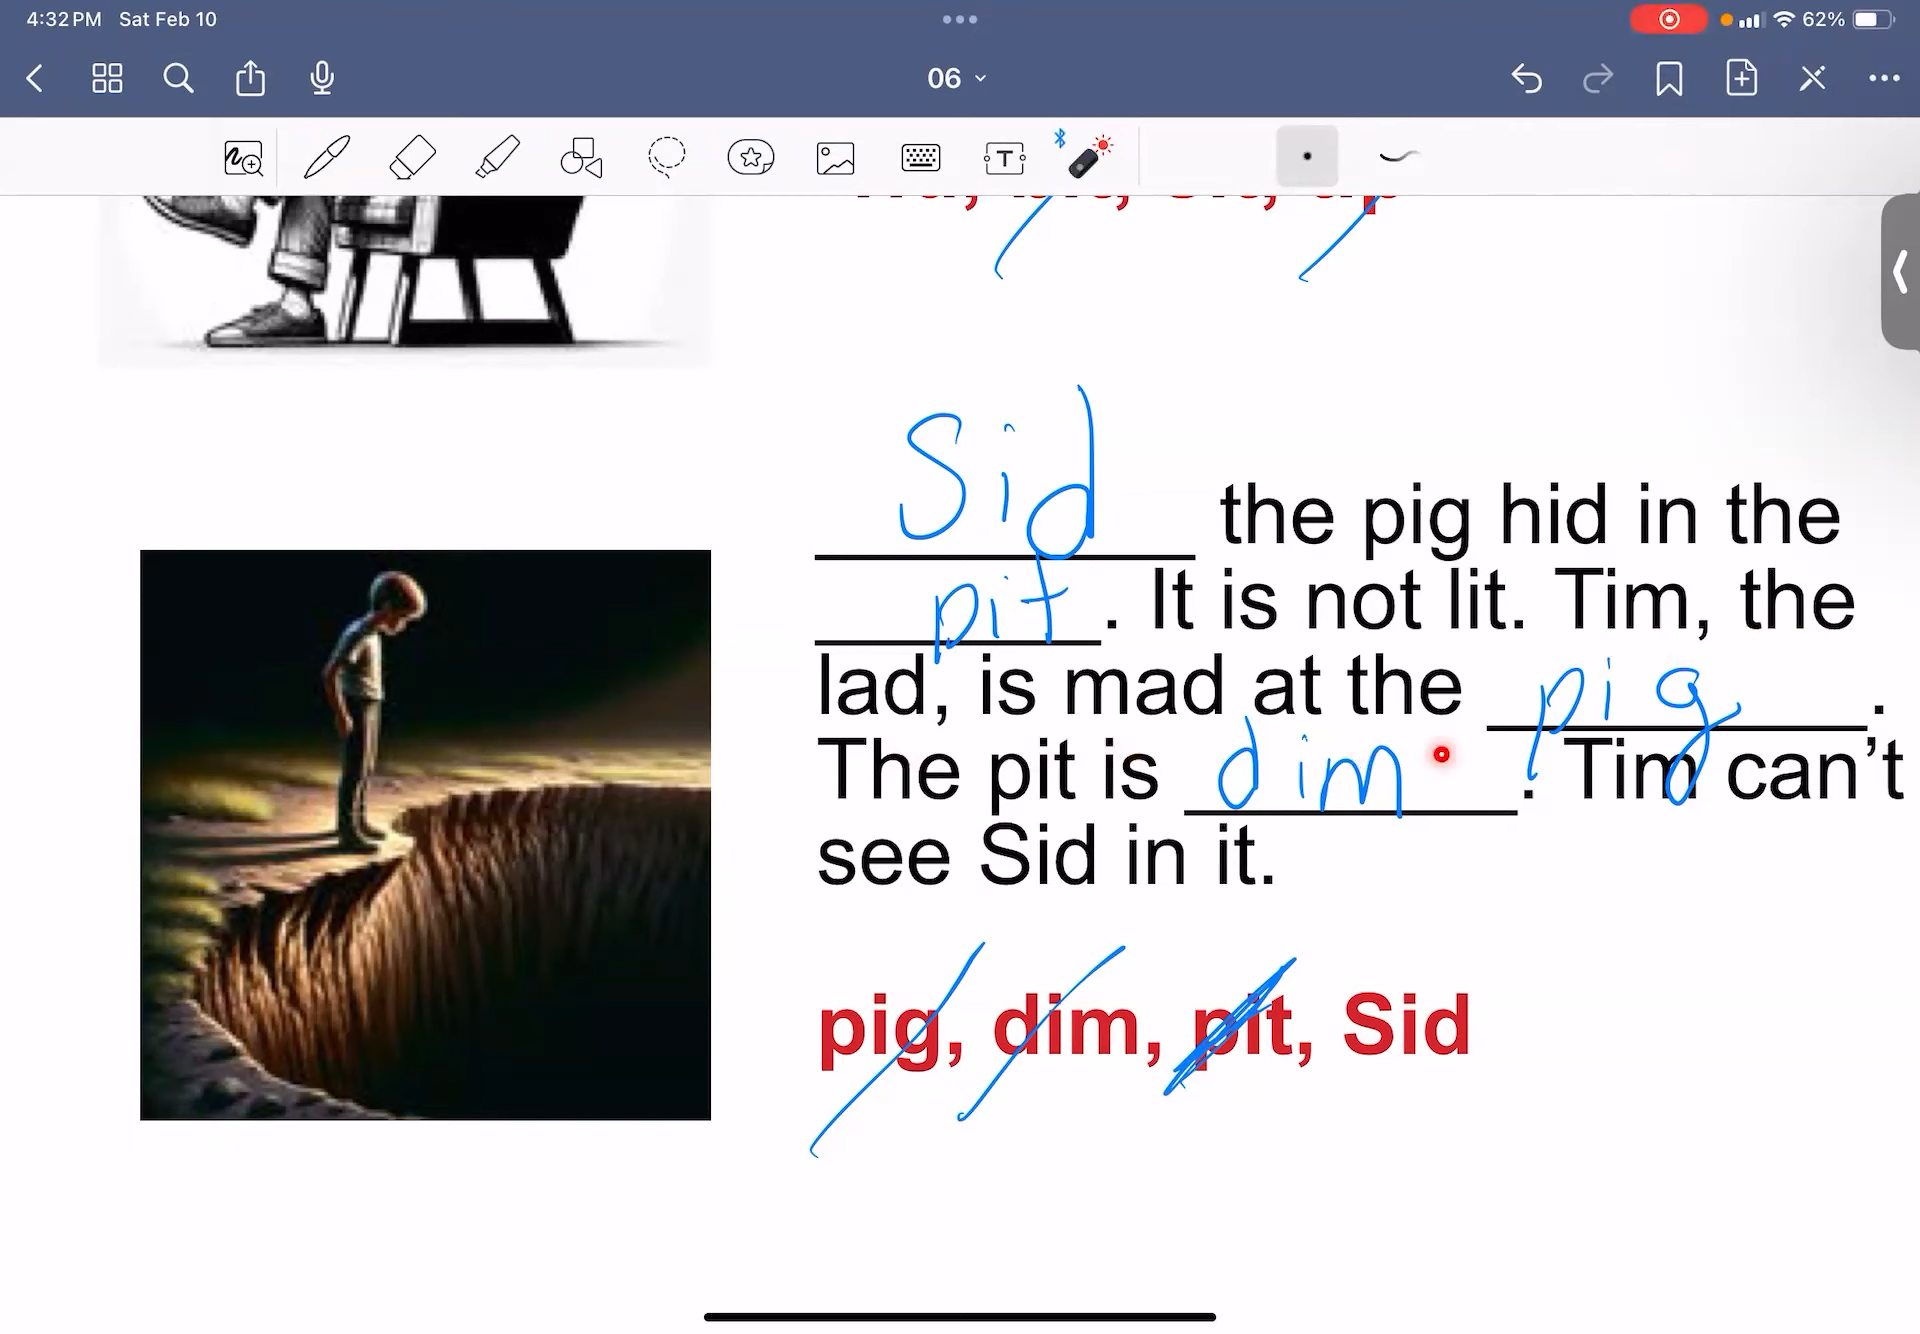 4:32 PM Sat Feb 10
62%
06
T
Sid the pig hid in the
pit. It is not lit. Tim, the
lad, is mad at the pig.
The pit is dim. Tim can't
see Sid in it.
pig, dim, pit, Sid